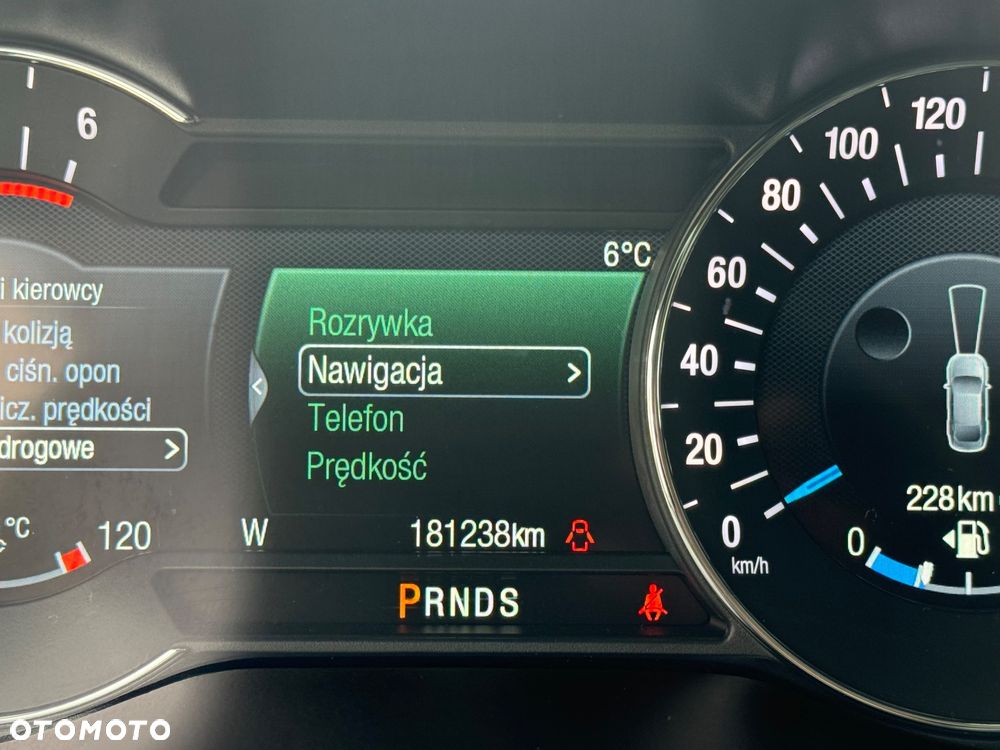 6
i kierowcy
kolizją
ciśn. opon
icz. prędkości
drogowe >
°C
120
6°C
Rozrywka
< Nawigacja >
Telefon
Prędkość
W 181238km
PRNDS
120
100
80
60
40
20
0
km/h
228km
0
OTOMOTO